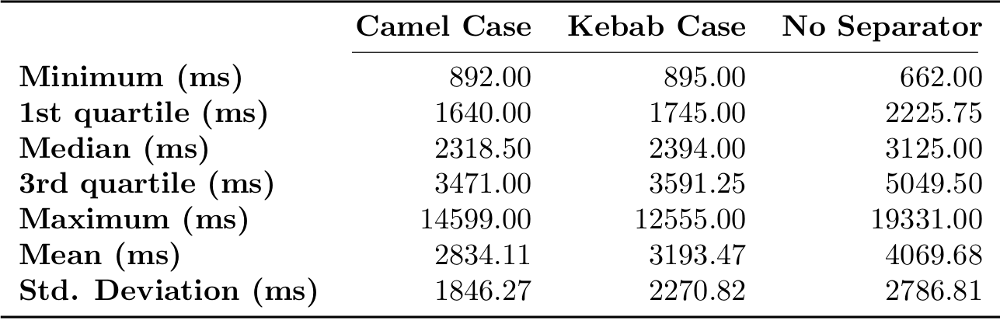 Camel Case Kebab Case No Separator
Minimum (ms) 892.00 895.00 662.00
1st quartile (ms) 1640.00 1745.00 2225.75
Median (ms) 2318.50 2394.00 3125.00
3rd quartile (ms) 3471.00 3591.25 5049.50
Maximum (ms) 14599.00 12555.00 19331.00
Mean (ms) 2834.11 3193.47 4069.68
Std. Deviation (ms) 1846.27 2270.82 2786.81